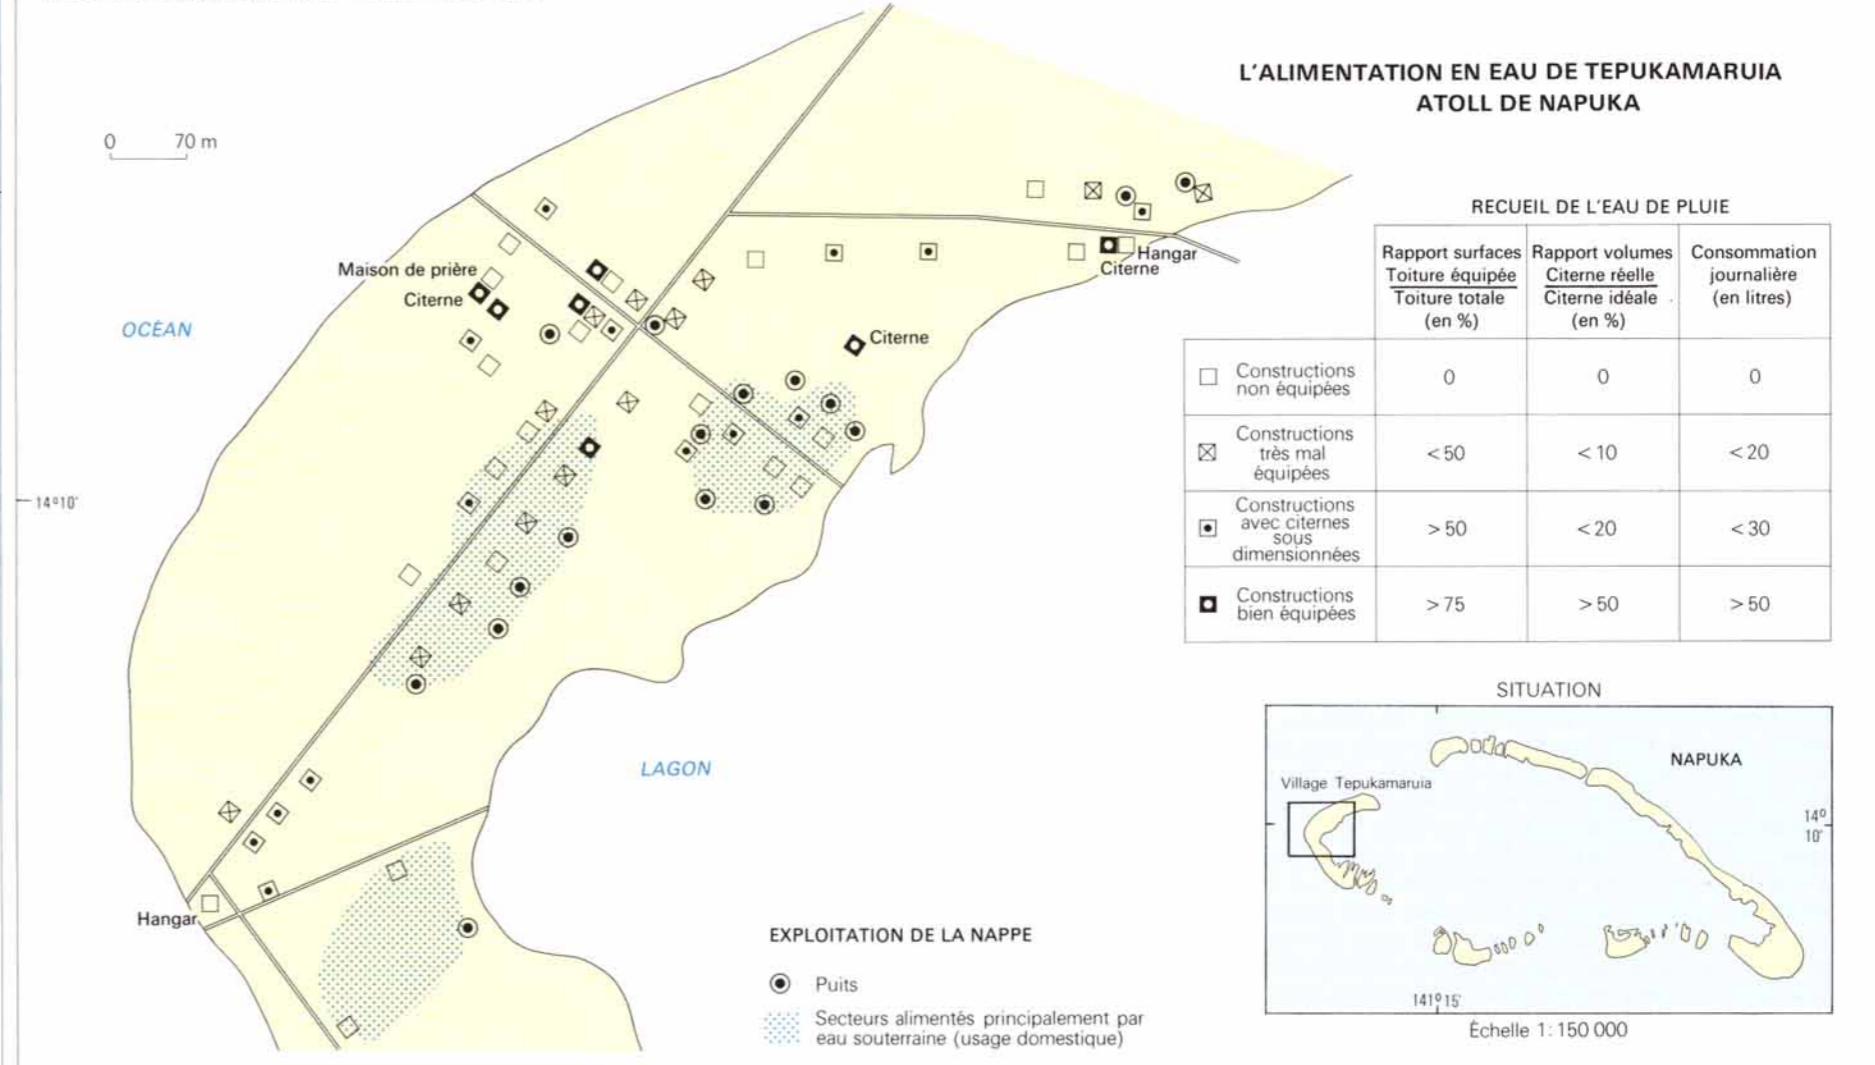 L'ALIMENTATION EN EAU DE TEPUKAMARUIA
ATOLL DE NAPUKA
0 70 m
Maison de prière
Citerne
OCÉAN
Hangar
Citerne
Citerne
14°10'
LAGON
Hangar
RECUEIL DE L'EAU DE PLUIE
Rapport surfaces
Toiture équipée
Toiture totale
(en %)
Rapport volumes
Citerne réelle
Citerne idéale
(en %)
Consommation
journalière
(en litres)
Constructions
non équipées
0 0 0
Constructions
très mal
équipées
<50 <10 <20
Constructions
avec citernes
sous
dimensionnées
>50 <20 <30
Constructions
bien équipées
>75 >50 >50
SITUATION
NAPUKA
Village Tepukamaruia
14°
10'
141°15'
Échelle 1:150 000
EXPLOITATION DE LA NAPPE
Puits
Secteurs alimentés principalement par
eau souterraine (usage domestique)